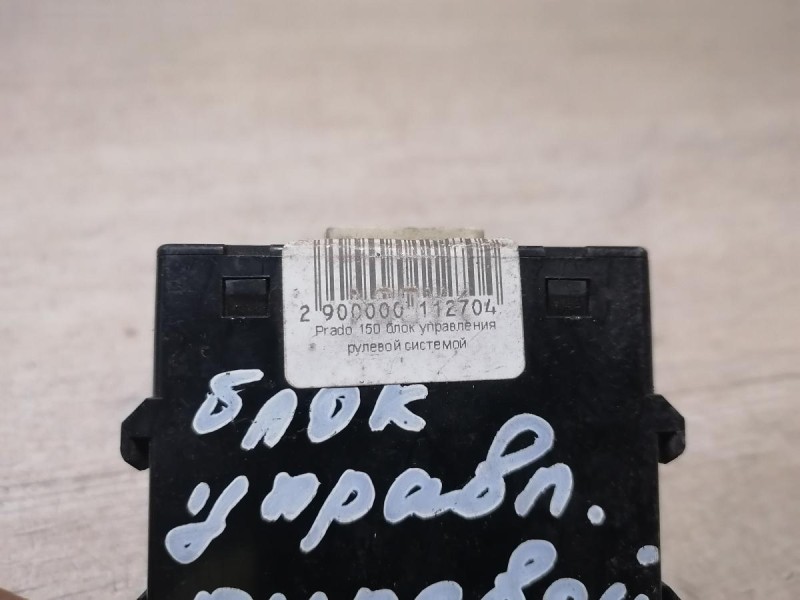 2 900000 112704
Prado 150 блок управления
рулевой системой
блок
управл.